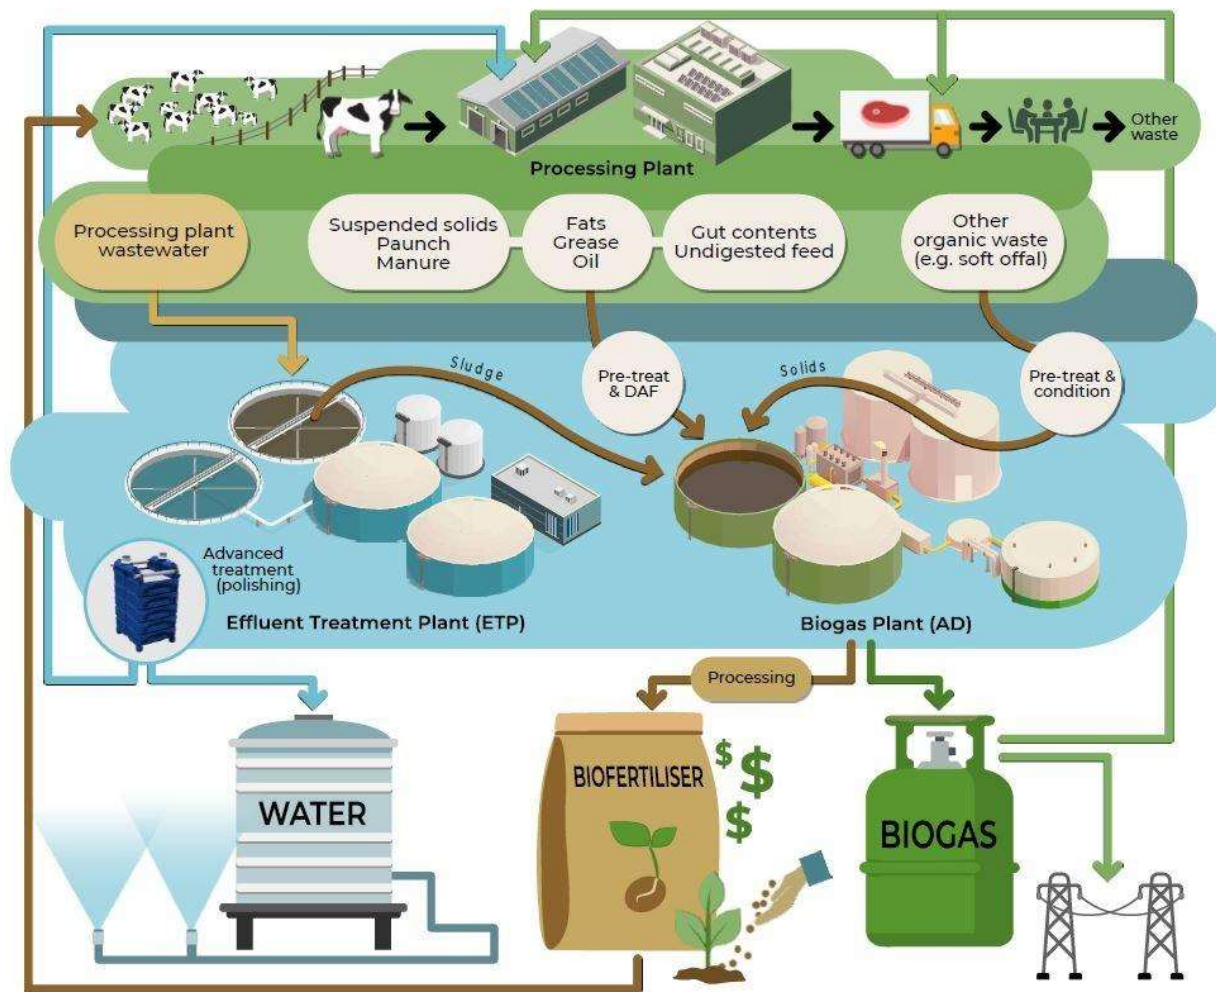 Other
waste
Processing Plant
Processing plant
wastewater
Suspended solids
Paunch
Manure
Fats
Grease
Oil
Gut contents
Undigested feed
Other
organic waste
(e.g. soft offal)
Sludge
Pre-treat
& DAF
Solids
Pre-treat &
condition
Advanced
treatment
(polishing)
Effluent Treatment Plant (ETP)
Biogas Plant (AD)
Processing
WATER
BIOFERTILISER
$
$
$
BIOGAS